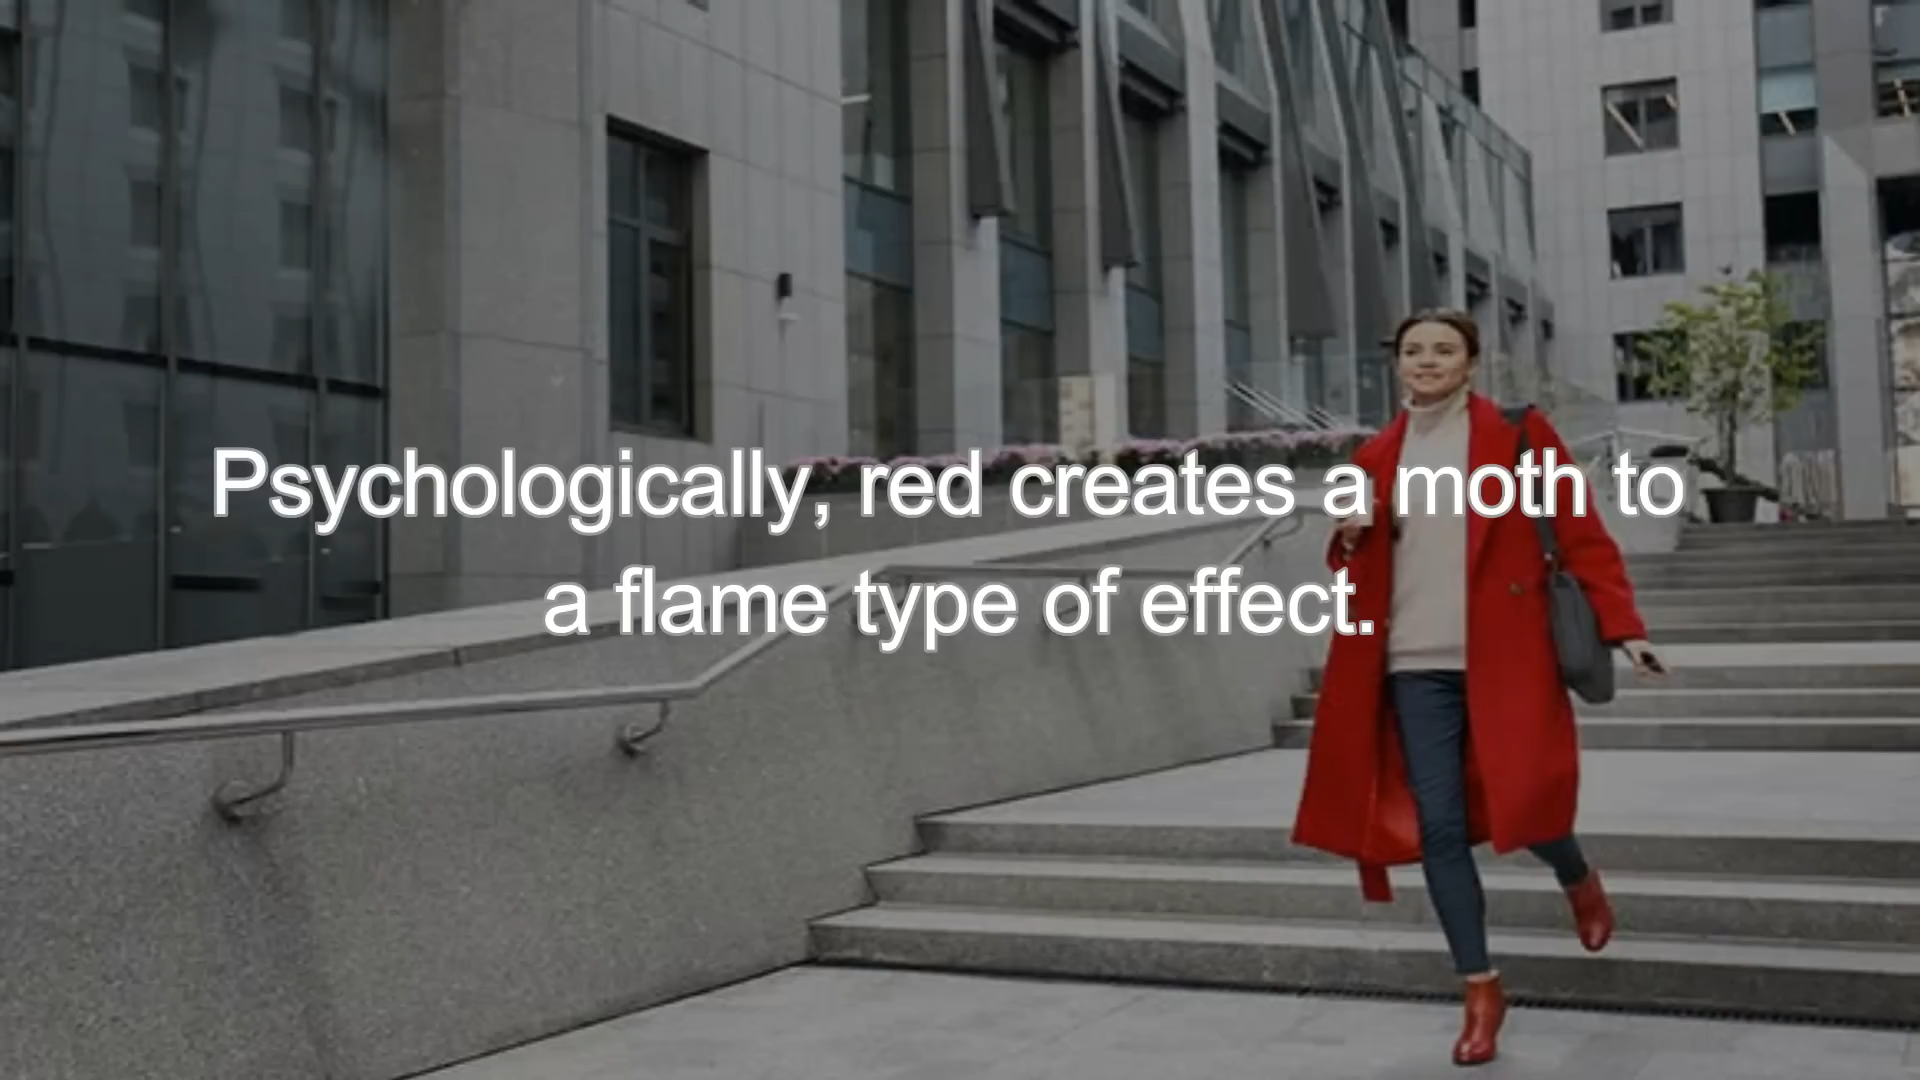 Psychologically, red creates a moth to
a flame type of effect.